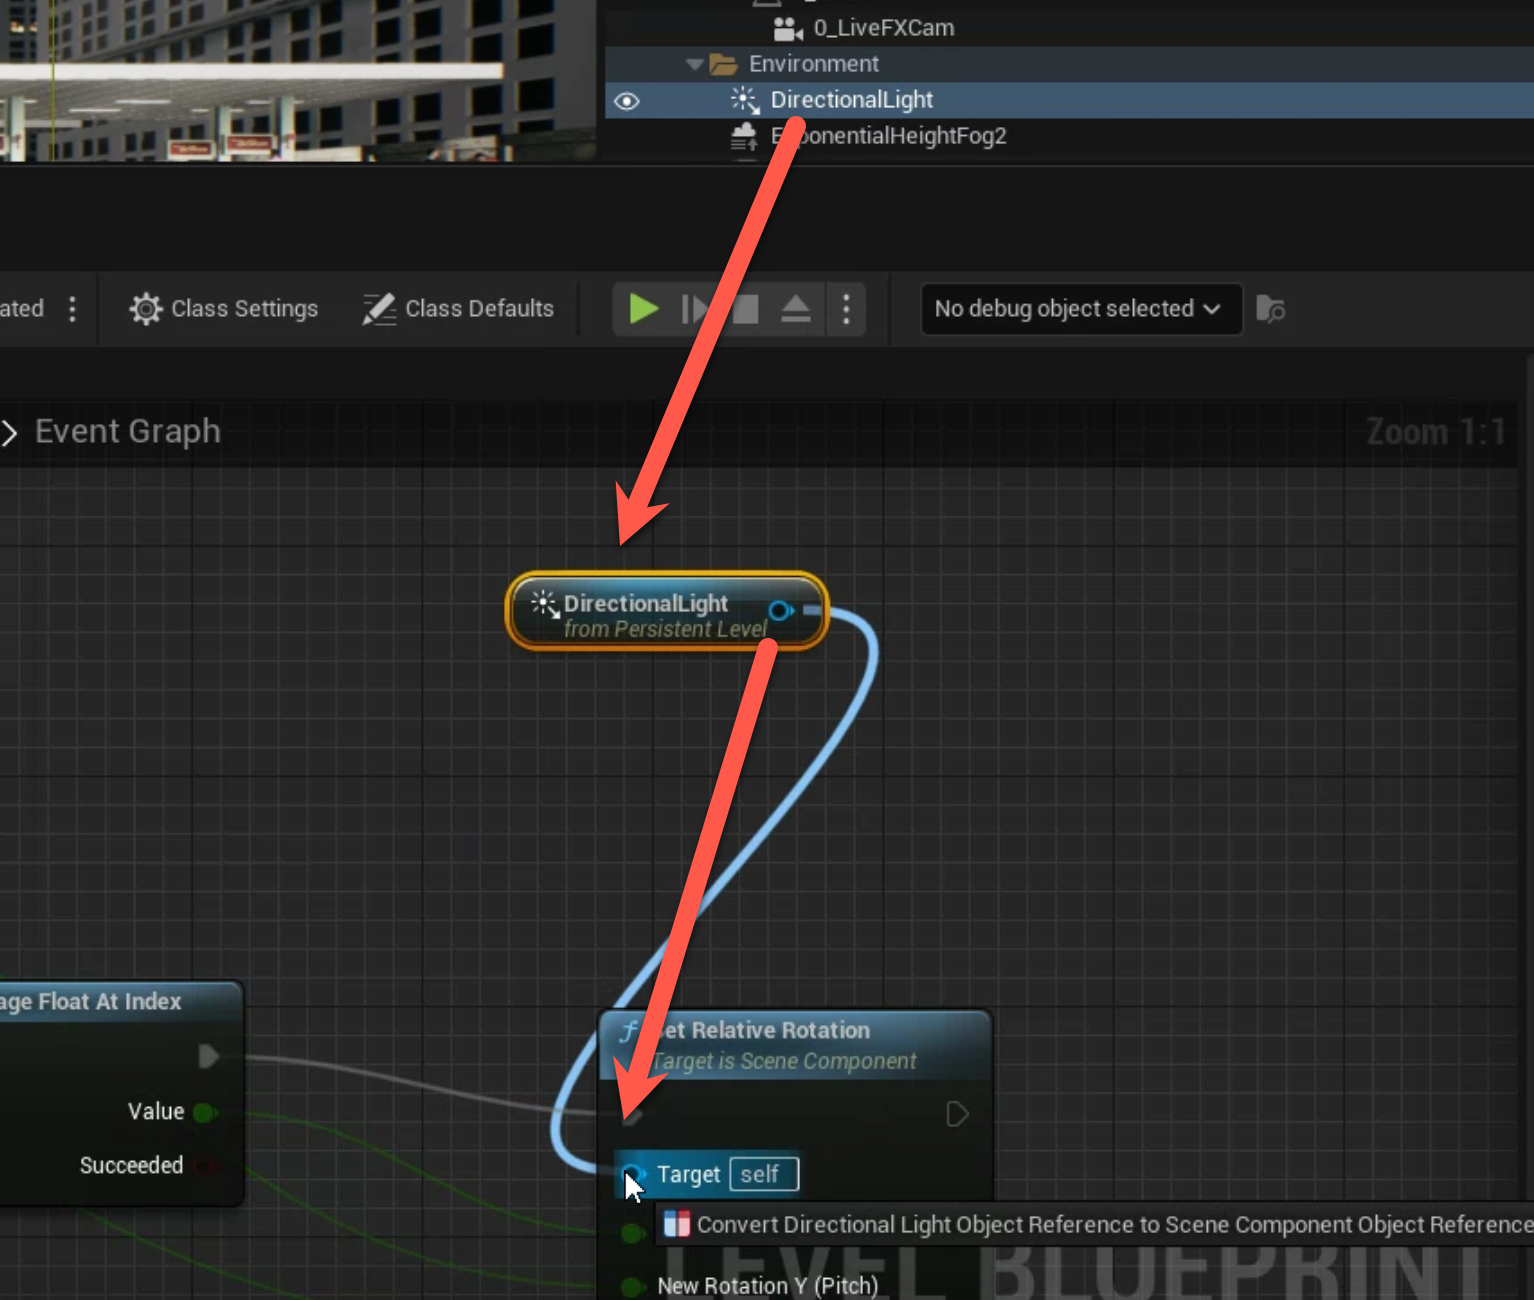 0_LiveFXCam
Environment
DirectionalLight
ponentialHeightFog2
ated
Class Settings
Class Defaults
No debug object selected
Event Graph
Zoom 1:1
DirectionalLight
from Persistent Level
age Float At Index
Value
Succeeded
et Relative Rotation
Target is Scene Component
Target self
Convert Directional Light Object Reference to Scene Component Object Reference
LEVEL BLUEPRINT
New Rotation Y (Pitch)